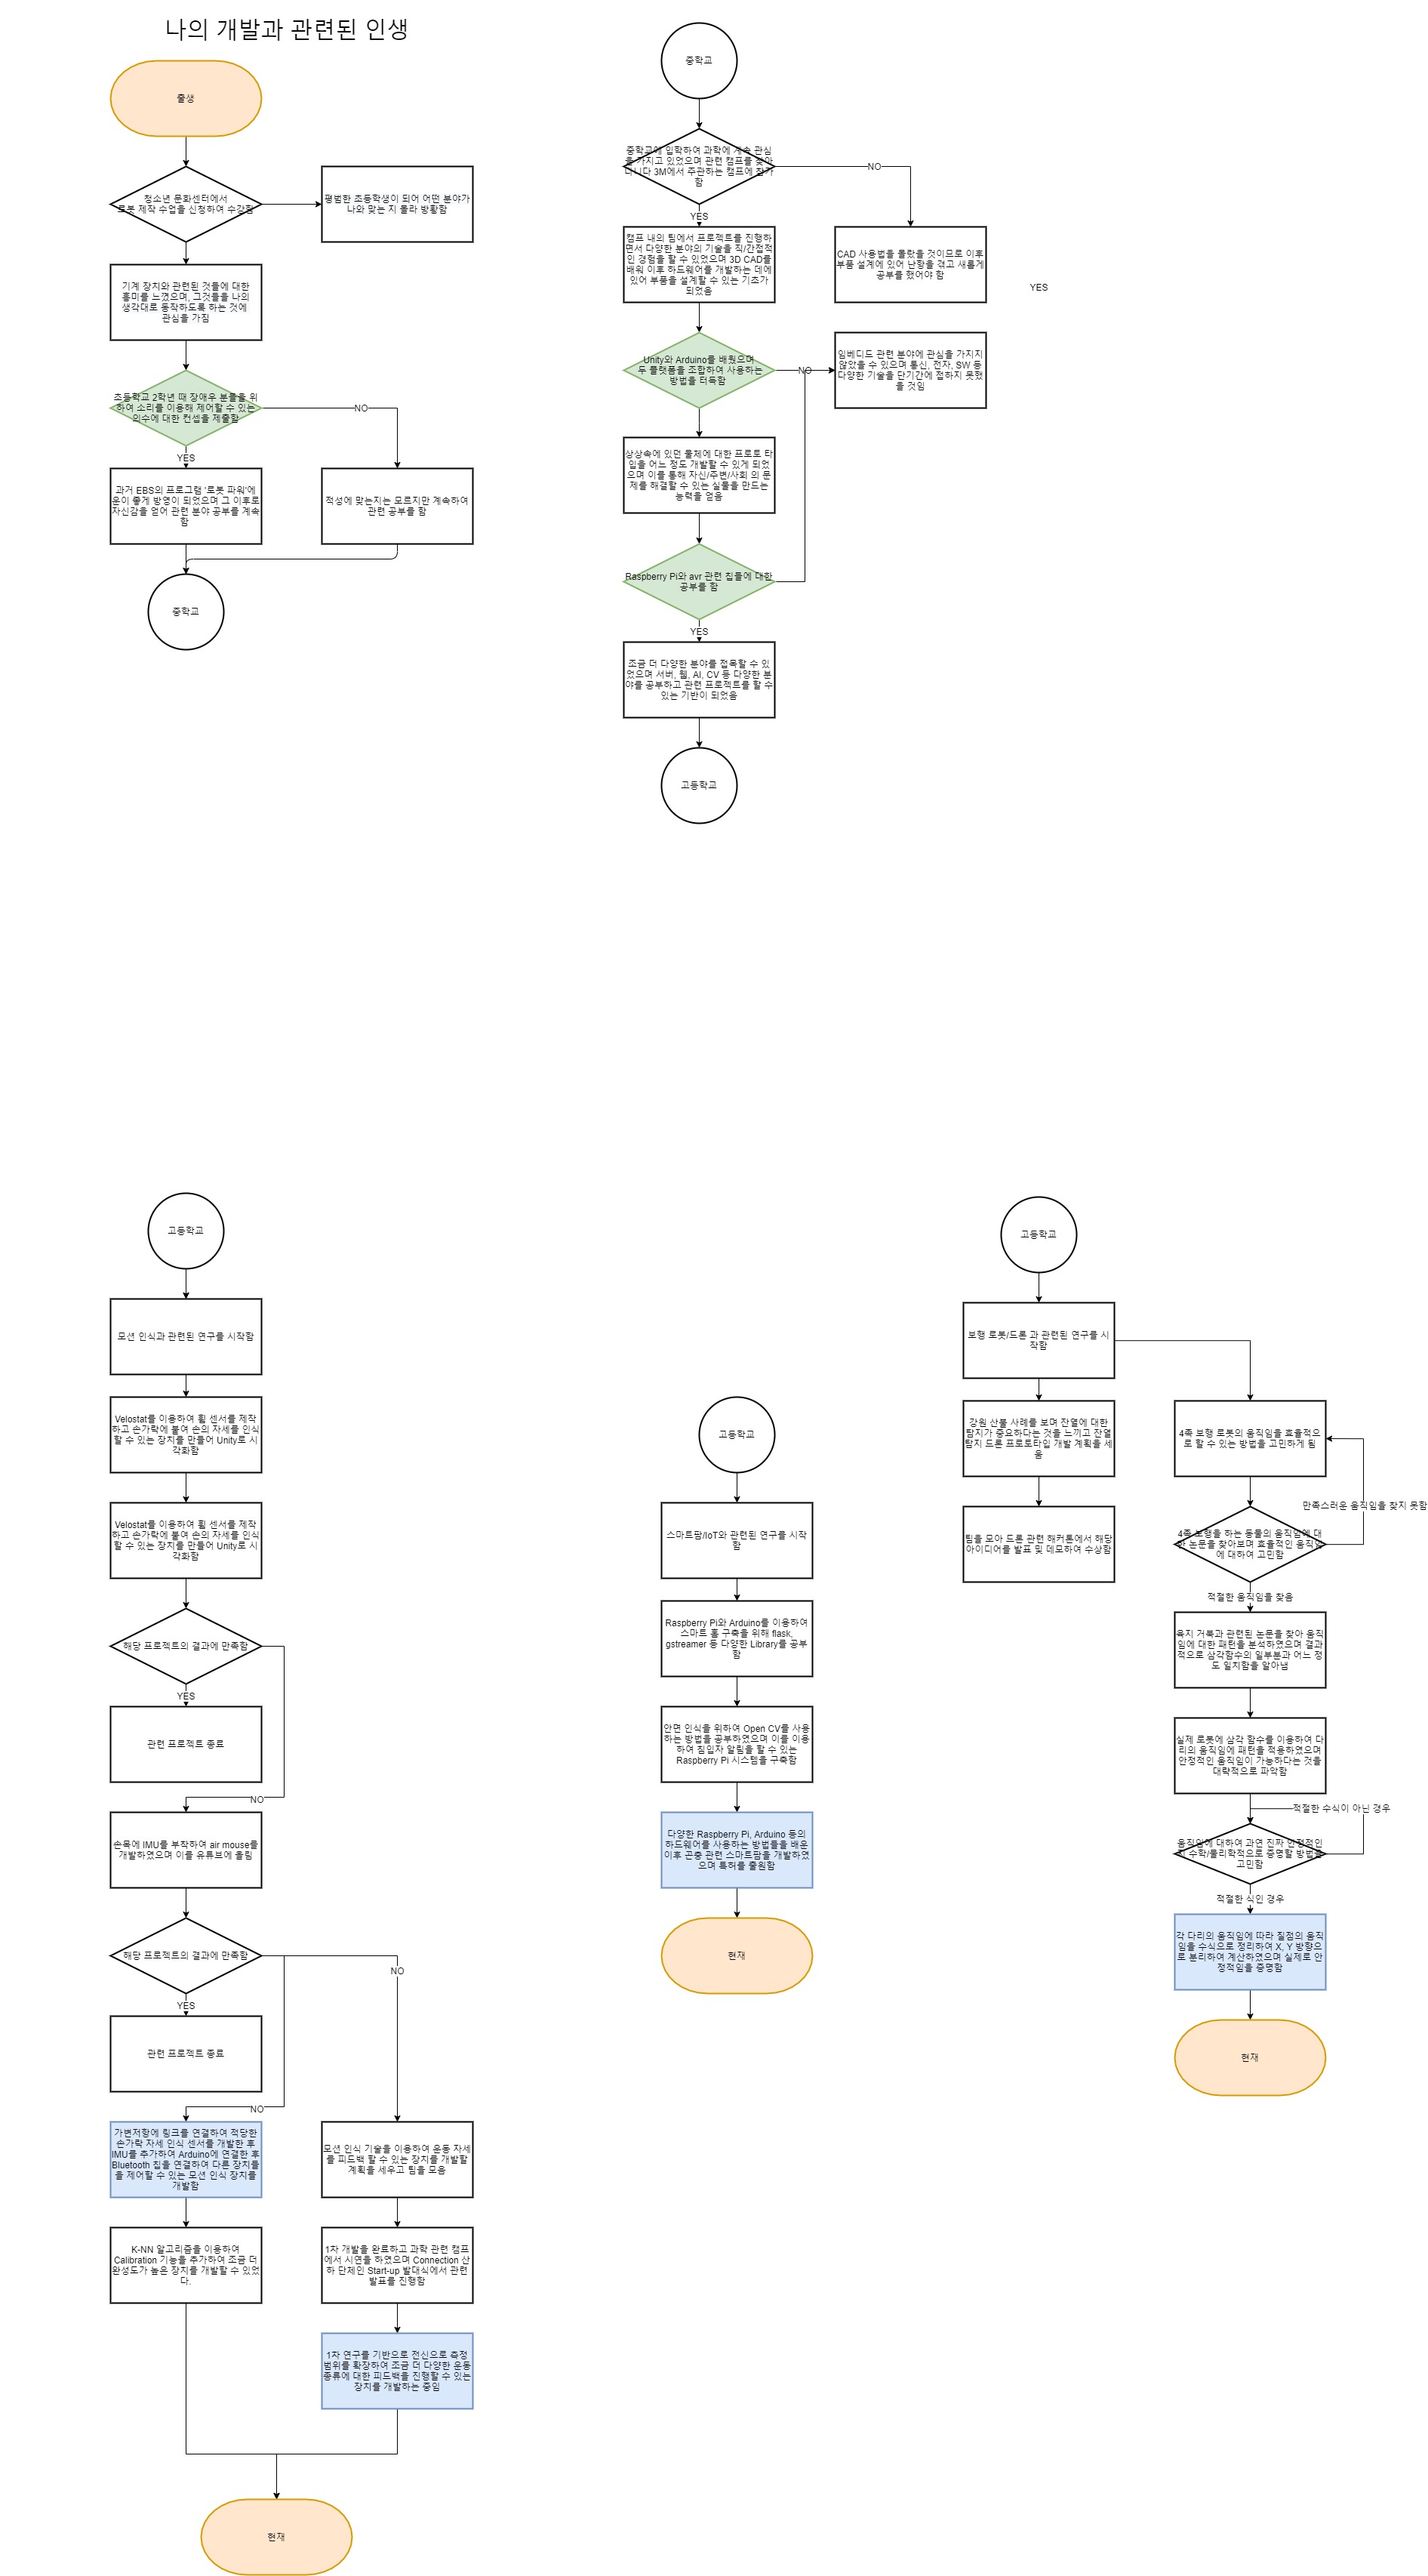 나의 개발과 관련된 인생
출생
청소년 문화센터에서
로봇 제작 수업을 신청하여 수강함
평범한 초등학생이 되어 어떤 분야가
나와 맞는 지 몰라 방황함
기계 장치와 관련된 것들에 대한
흥미를 느꼈으며, 그것들을 나의
생각대로 동작하도록 하는 것에
관심을 가짐
초등학교 2학년 때 장애우 분들을 위
하여 소리를 이용해 제어할 수 있는
의수에 대한 컨셉을 제출함
NO
YES
과거 EBS의 프로그램 '로봇 파워'에
운이 좋게 방영이 되었으며 그 이후로
자신감을 얻어 관련 분야 공부를 계속
함
적성에 맞는지는 모르지만 계속하여
관련 공부를 함
중학교
중학교
중학교에 입학하여 과학에 계속 관심
을 가지고 있었으며 관련 캠프를 찾아
다니다 3M에서 주관하는 캠프에 참가
함
NO
YES
캠프 내의 팀에서 프로젝트를 진행하
면서 다양한 분야의 기술을 직/간접적
인 경험을 할 수 있었으며 3D CAD를
배워 이후 하드웨어를 개발하는 데에
있어 부품을 설계할 수 있는 기초가
되었음
CAD 사용법을 몰랐을 것이므로 이후
부품 설계에 있어 난항을 겪고 새롭게
공부를 했어야 함
YES
Unity와 Arduino를 배웠으며
두 플랫폼을 조합하여 사용하는
방법을 터득함
NO
임베디드 관련 분야에 관심을 가지지
않았을 수 있으며 통신, 전자, SW 등
다양한 기술을 단기간에 접하지 못했
을 것임
상상속에 있던 물체에 대한 프로토 타
입을 어느 정도 개발할 수 있게 되었
으며 이를 통해 자신/주변/사회 의 문
제를 해결할 수 있는 실물을 만드는
능력을 얻음
Raspberry Pi와 avr 관련 칩들에 대한
공부를 함
YES
조금 더 다양한 분야를 접목할 수 있
었으며 서버, 웹, AI, CV 등 다양한 분
야를 공부하고 관련 프로젝트를 할 수
있는 기반이 되었음
고등학교
고등학교
모션 인식과 관련된 연구를 시작함
Velostat를 이용하여 휨 센서를 제작
하고 손가락에 붙여 손의 자세를 인식
할 수 있는 장치를 만들어 Unity로 시
각화함
Velostat를 이용하여 휨 센서를 제작
하고 손가락에 붙여 손의 자세를 인식
할 수 있는 장치를 만들어 Unity로 시
각화함
해당 프로젝트의 결과에 만족함
YES
관련 프로젝트 종료
NO
손목에 IMU를 부착하여 air mouse를
개발하였으며 이를 유튜브에 올림
해당 프로젝트의 결과에 만족함
NO
YES
관련 프로젝트 종료
NO
가변저항에 링크를 연결하여 적당한
손가락 자세 인식 센서를 개발한 후
IMU를 추가하여 Arduino에 연결한 후
Bluetooth 칩을 연결하여 다른 장치들
을 제어할 수 있는 모션 인식 장치를
개발함
모션 인식 기술을 이용하여 운동 자세
를 피드백 할 수 있는 장치를 개발할
계획을 세우고 팀을 모음
K-NN 알고리즘을 이용하여
Calibration 기능을 추가하여 조금 더
완성도가 높은 장치를 개발할 수 있었
다.
1차 개발을 완료하고 과학 관련 캠프
에서 시연을 하였으며 Connection 산
하 단체인 Start-up 발대식에서 관련
발표를 진행함
1차 연구를 기반으로 전신으로 측정
범위를 확장하여 조금 더 다양한 운동
종류에 대한 피드백을 진행할 수 있는
장치를 개발하는 중임
현재
고등학교
스마트팜/IoT와 관련된 연구를 시작
함
Raspberry Pi와 Arduino를 이용하여
스마트 홈 구축을 위해 flask,
gstreamer 등 다양한 Library를 공부
함
안면 인식을 위하여 Open CV를 사용
하는 방법을 공부하였으며 이를 이용
하여 침입자 알림을 할 수 있는
Raspberry Pi 시스템을 구축함
다양한 Raspberry Pi, Arduino 등의
하드웨어를 사용하는 방법들을 배운
이후 곤충 관련 스마트팜을 개발하였
으며 특허를 출원함
현재
고등학교
보행 로봇/드론 과 관련된 연구를 시
작함
강원 산불 사례를 보며 잔열에 대한
탐지가 중요하다는 것을 느끼고 잔열
탐지 드론 프로토타입 개발 계획을 세
움
팀을 모아 드론 관련 해커톤에서 해당
아이디어를 발표 및 데모하여 수상함
4족 보행 로봇의 움직임을 효율적으
로 할 수 있는 방법을 고민하게 됨
만족스러운 움직임을 찾지 못함
4족 보행을 하는 동물의 움직임에 대
한 논문을 찾아보며 효율적인 움직임
에 대하여 고민함
적절한 움직임을 찾음
육지 거북과 관련된 논문을 찾아 움직
임에 대한 패턴을 분석하였으며 결과
적으로 삼각함수의 일부분과 어느 정
도 일치함을 알아냄
실제 로봇에 삼각 함수를 이용하여 다
리의 움직임에 패턴을 적용하였으며
안정적인 움직임이 가능하다는 것을
대략적으로 파악함
적절한 수식이 아닌 경우
움직임에 대하여 과연 진짜 안정적인
지 수학/물리학적으로 증명할 방법을
고민함
적절한 식인 경우
각 다리의 움직임에 따라 질점의 움직
임을 수식으로 정리하여 X, Y 방향으
로 분리하여 계산하였으며 실제로 안
정적임을 증명함
현재